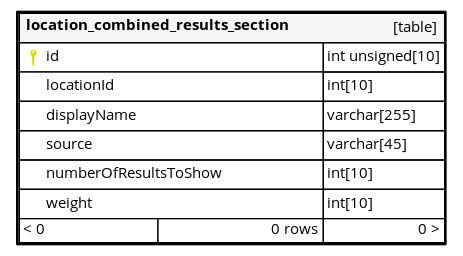 location_combined_results_section [table]
id int unsigned[10]
locationId int[10]
displayName varchar[255]
source varchar[45]
numberOfResultsToShow int[10]
weight int[10]
< 0 0 rows 0 >